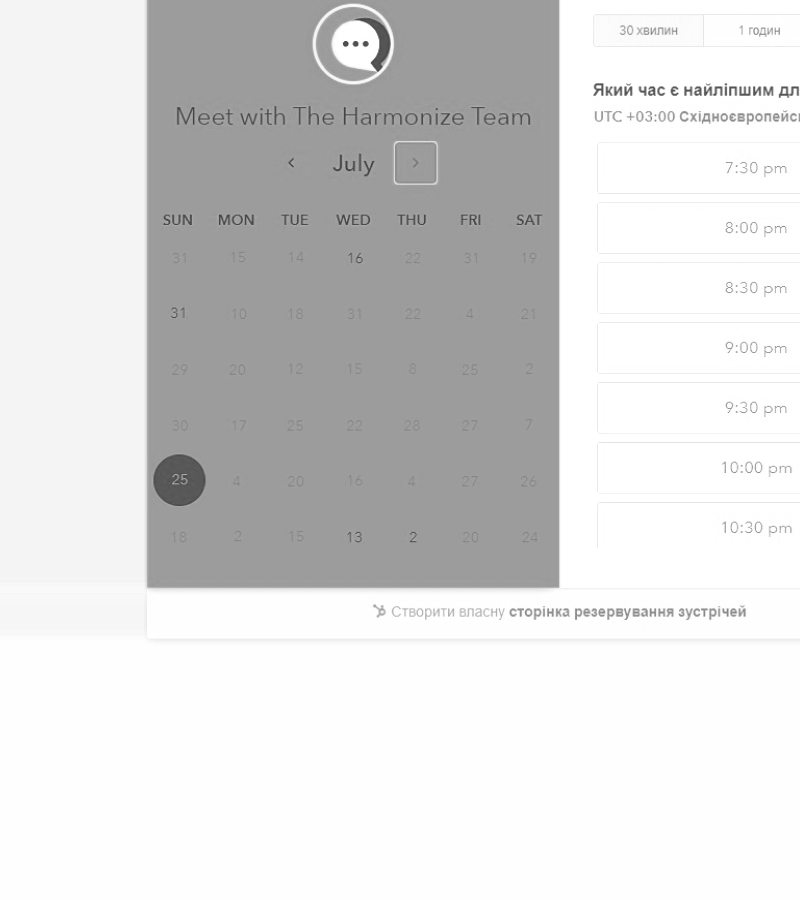 Meet with The Harmonize Team
July
SUN MON TUE WED THU FRI SAT
31 15 14 16 22 31 19
31 10 18 31 22 4 21
29 20 12 15 8 25 2
30 17 25 22 28 27 7
25 4 20 16 4 27 26
18 2 15 13 2 20 24
30 хвилин 1 годин
Який час є найліпшим дл
UTC +03:00 Східноєвропейсь
7:30 pm
8:00 pm
8:30 pm
9:00 pm
9:30 pm
10:00 pm
10:30 pm
Створити власну сторінка резервування зустрічей